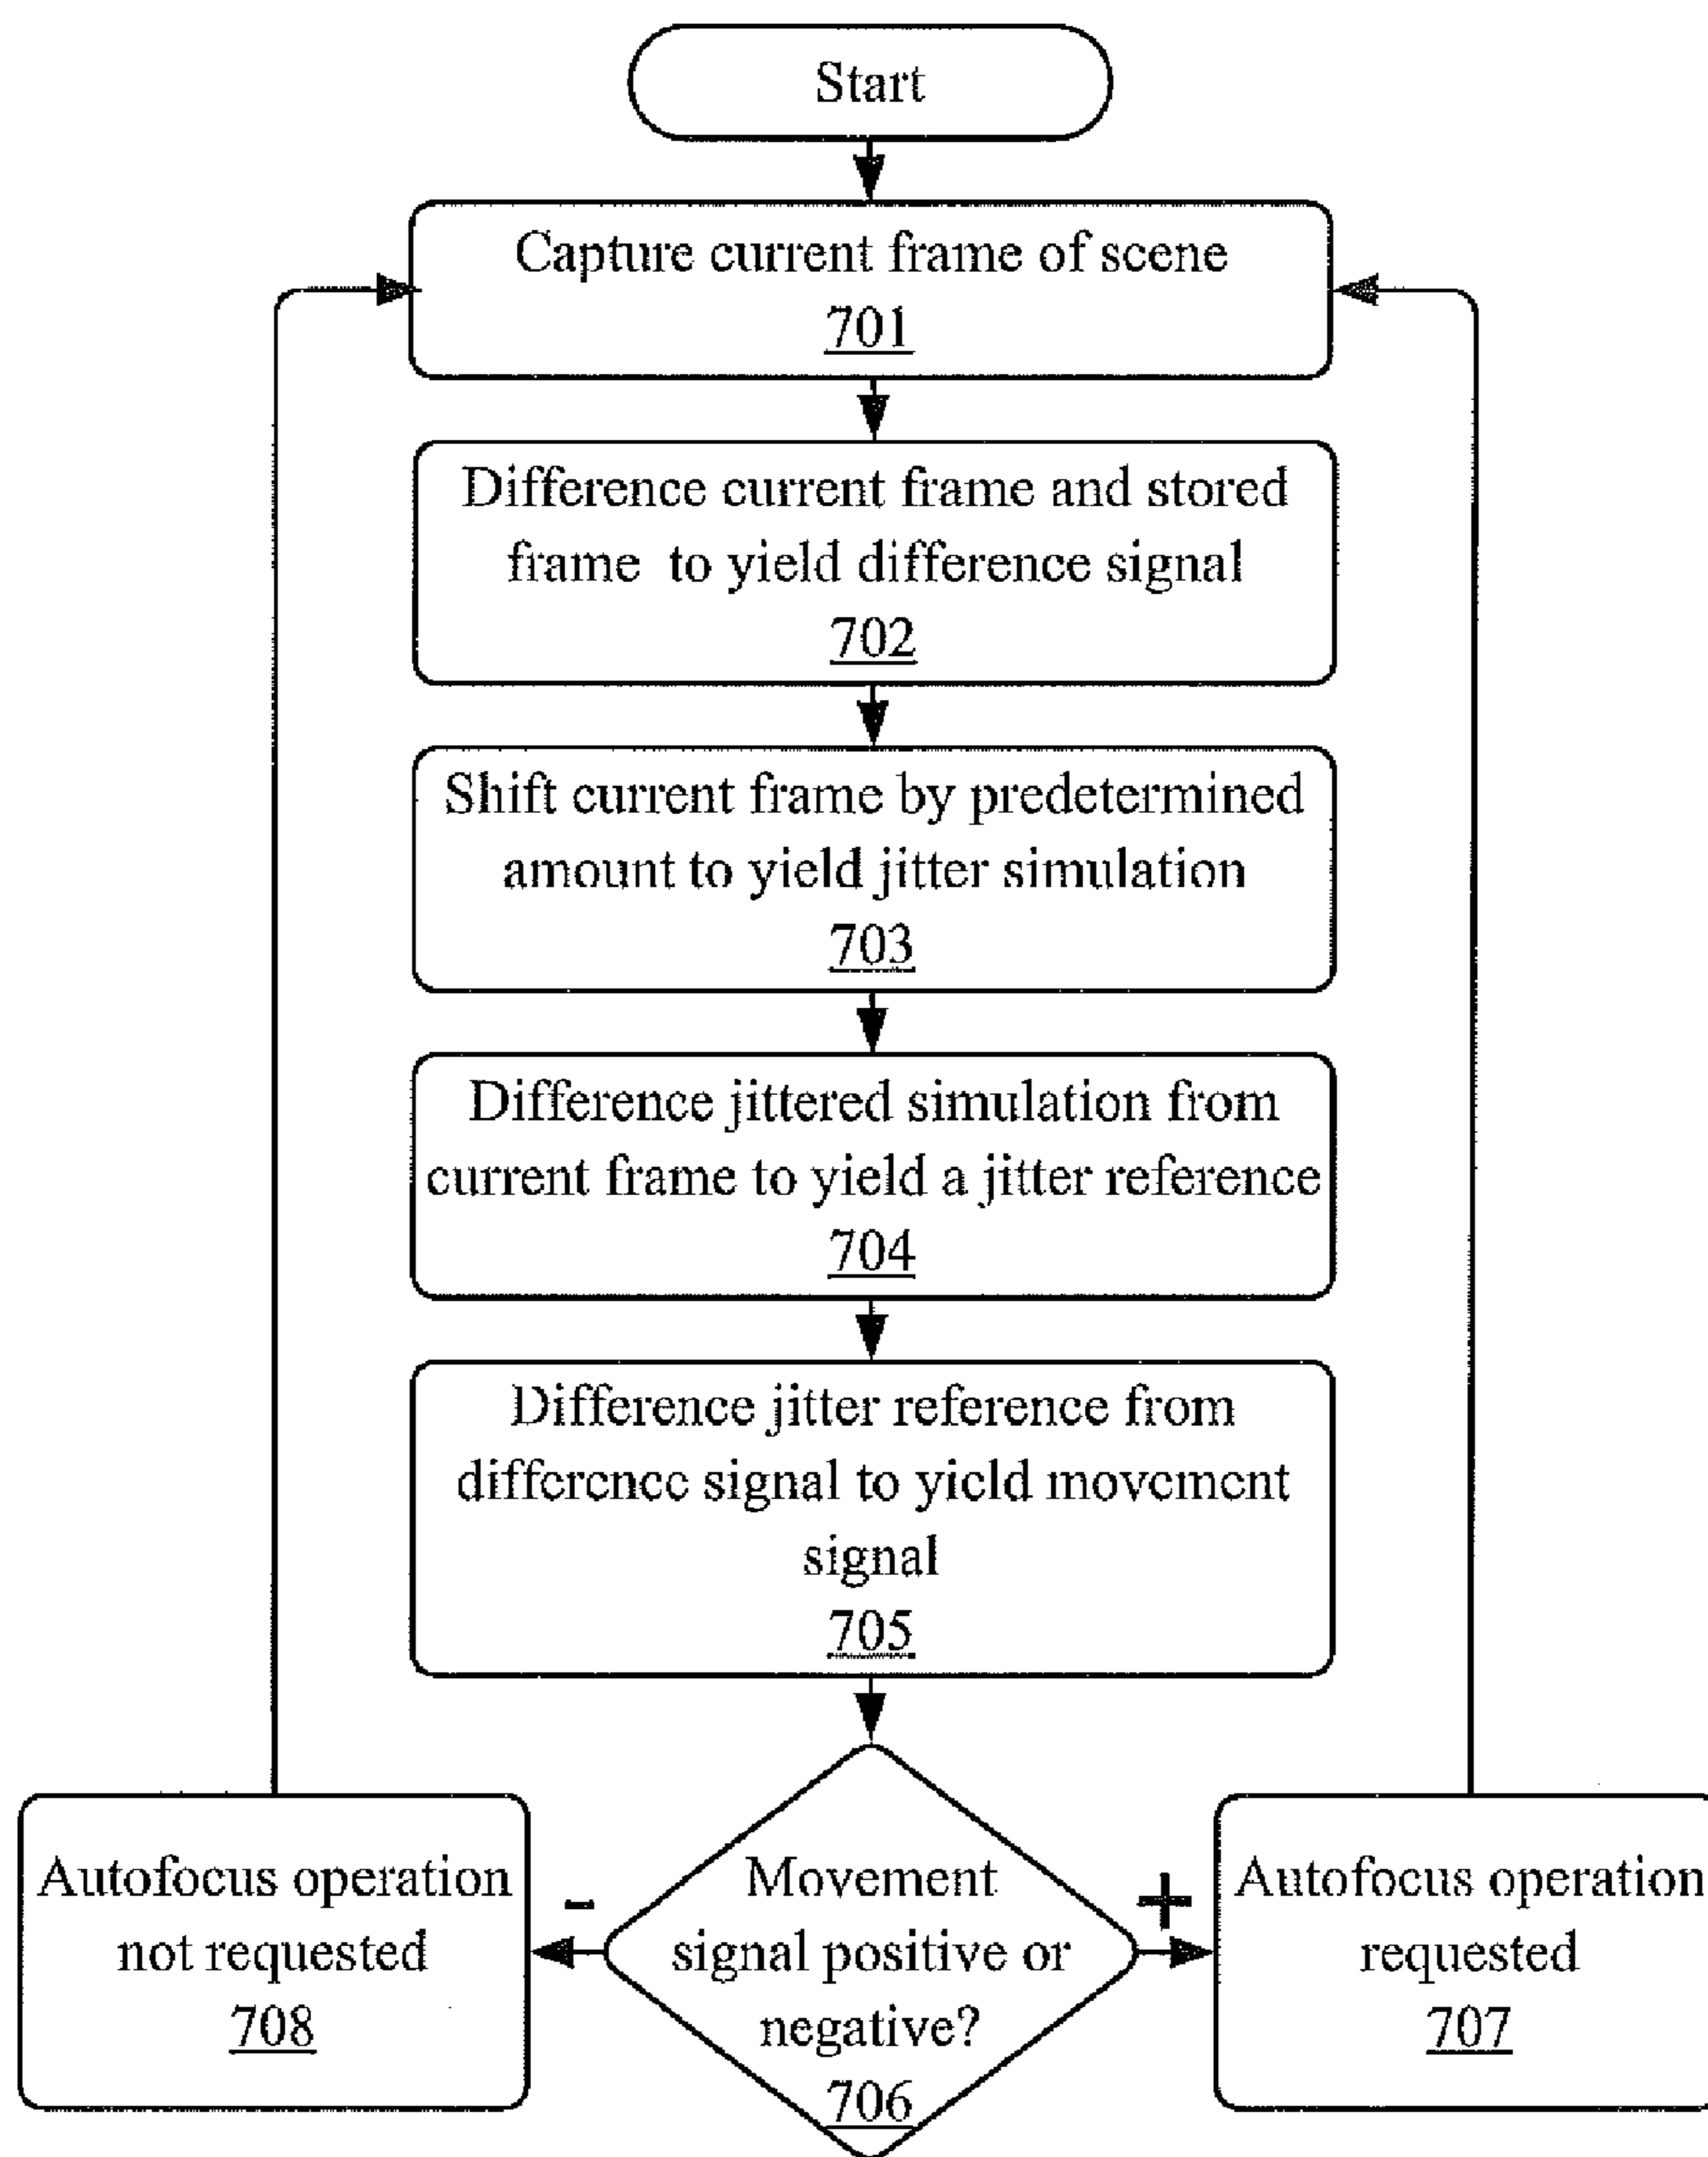 Start
Capture current frame of scene
701
Difference current frame and stored
frame to yield difference signal
702
Shift current frame by predetermined
amount to yield jitter simulation
703
Difference jittered simulation from
current frame to yield a jitter reference
704
Difference jitter reference from
difference signal to yield movement
signal
705
Movement
signal positive or
negative?
706
-
Autofocus operation
not requested
708
+
Autofocus operation
requested
707